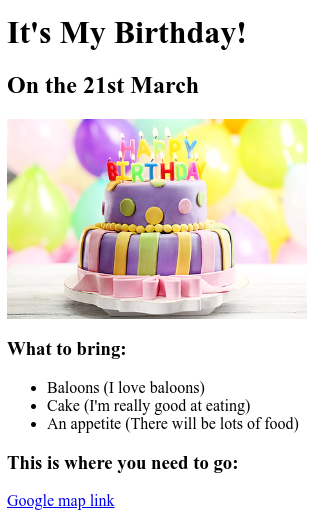 It's My Birthday!
On the 21st March
HAPPY
BIRTHDAY
What to bring:
Baloons (I love baloons)
Cake (I'm really good at eating)
An appetite (There will be lots of food)
This is where you need to go:
Google map link